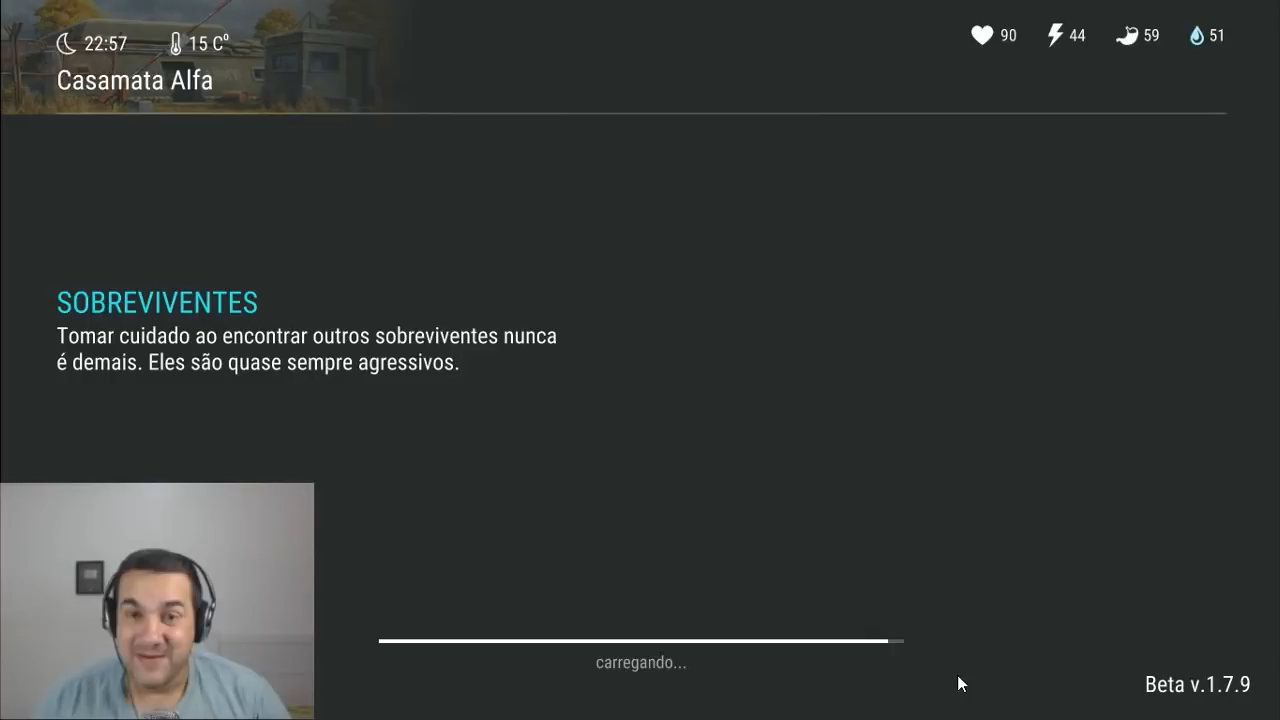 22:57 15 C°
90 44 59 51
Casamata Alfa
SOBREVIVENTES
Tomar cuidado ao encontrar outros sobreviventes nunca
é demais. Eles são quase sempre agressivos.
carregando...
Beta v.1.7.9